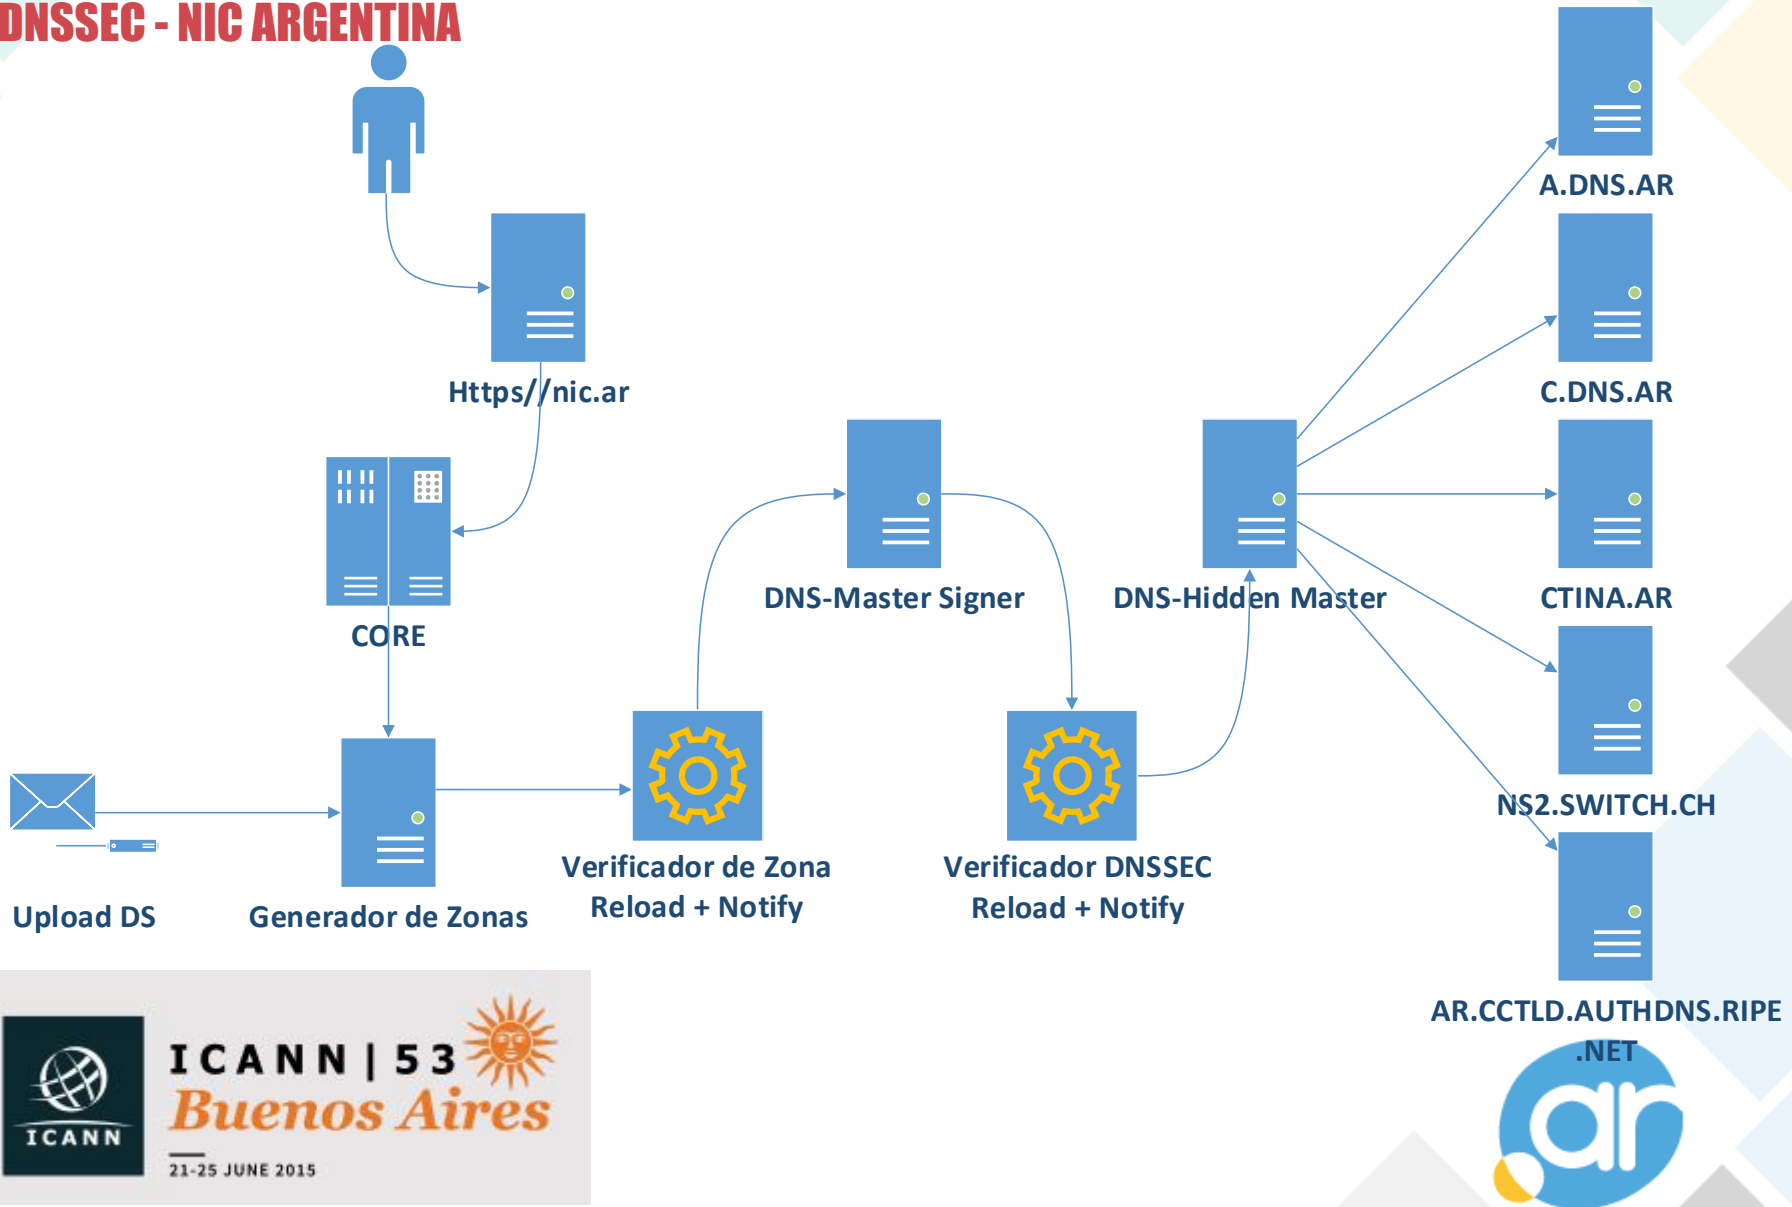 DNSSEC - NIC ARGENTINA
A.DNS.AR
Https//nic.ar
C.DNS.AR
CORE
DNS-Master Signer
DNS-Hidden Master
CTINA.AR
NS2.SWITCH.CH
Upload DS
Generador de Zonas
Verificador de Zona
Reload + Notify
Verificador DNSSEC
Reload + Notify
AR.CCTLD.AUTHDNS.RIPE
.NET
ICANN
ICANN|53
Buenos Aires
21-25 JUNE 2015
.ar